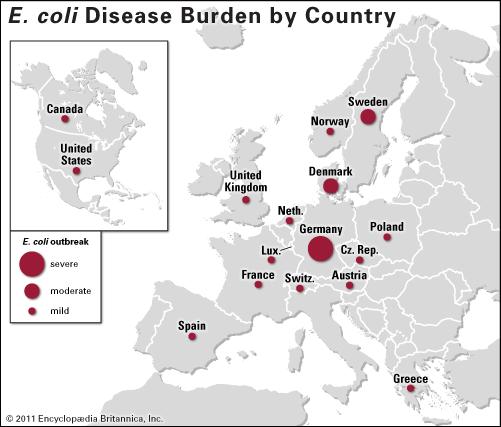 E. coli Disease Burden by Country
Canada
United
States
E. coli outbreak
severe
moderate
mild
Sweden
Norway
Denmark
United
Kingdom
Neth.
Germany
Poland
Lux.
Cz. Rep.
France
Switz.
Austria
Spain
Greece
© 2011 Encyclopædia Britannica, Inc.